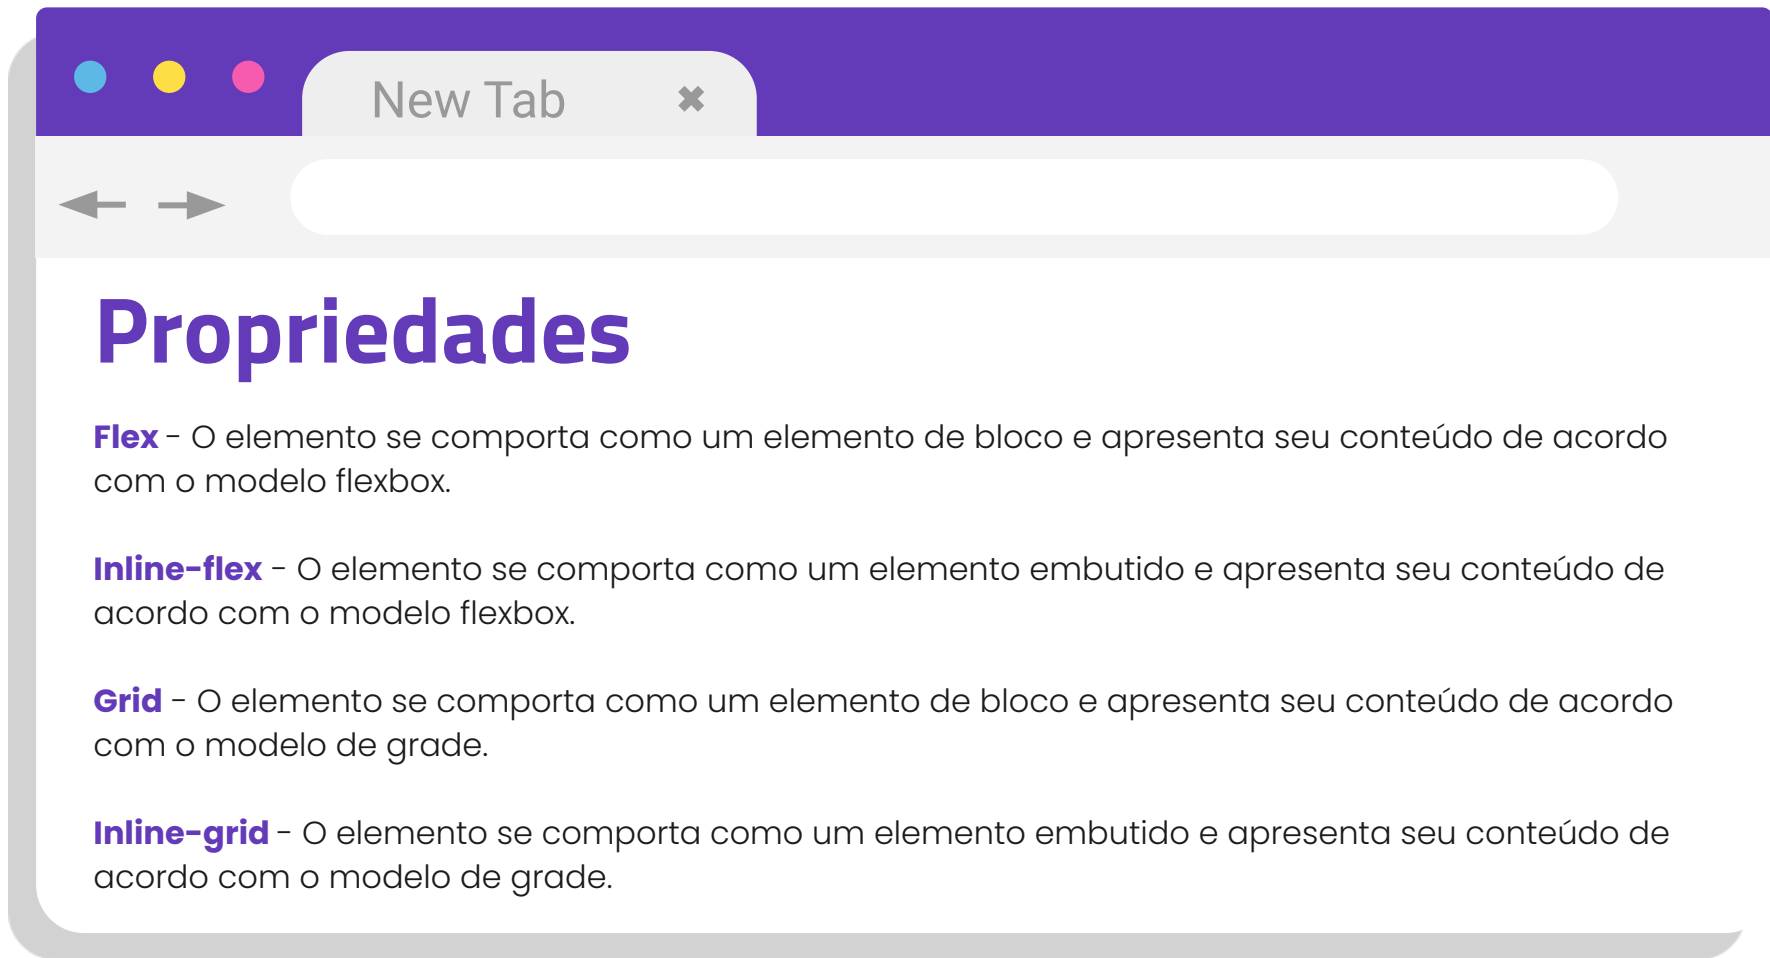 New Tab
Propriedades
Flex - O elemento se comporta como um elemento de bloco e apresenta seu conteúdo de acordo
com o modelo flexbox.
Inline-flex - O elemento se comporta como um elemento embutido e apresenta seu conteúdo de
acordo com o modelo flexbox.
Grid - O elemento se comporta como um elemento de bloco e apresenta seu conteúdo de acordo
com o modelo de grade.
Inline-grid - O elemento se comporta como um elemento embutido e apresenta seu conteúdo de
acordo com o modelo de grade.